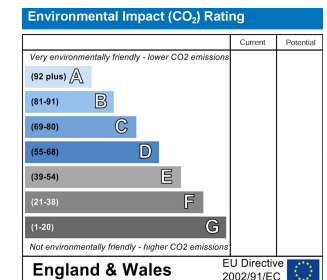 Environmental Impact (CO₂) Rating
Current Potential
Very environmentally friendly - lower CO2 emissions
(92 plus) A
(81-91) B
(69-80) C
(55-68) D
(39-54) E
(21-38) F
(1-20) G
Not environmentally friendly - higher CO2 emissions
England & Wales
EU Directive
2002/91/EC